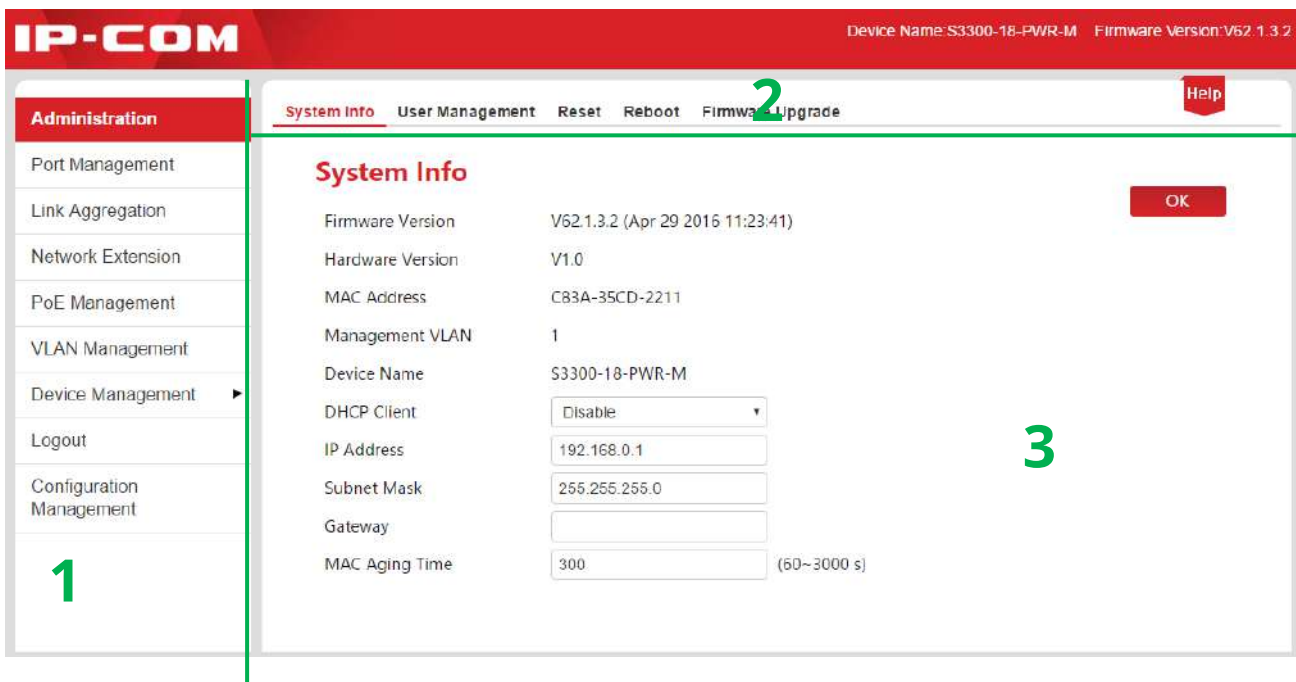 IP-COM
Device Name:S3300-18-PWR-M Firmware Version:V62.1.3.2
Administration
Port Management
Link Aggregation
Network Extension
PoE Management
VLAN Management
Device Management
Logout
Configuration
Management
1
System Info User Management Reset Reboot Firmware Upgrade
2
Help
System Info
OK
Firmware Version V62.1.3.2 (Apr 29 2016 11:23:41)
Hardware Version V1.0
MAC Address C83A-35CD-2211
Management VLAN 1
Device Name S3300-18-PWR-M
DHCP Client Disable
IP Address 192.168.0.1
Subnet Mask 255.255.255.0
Gateway
MAC Aging Time 300 (60~3000 s)
3